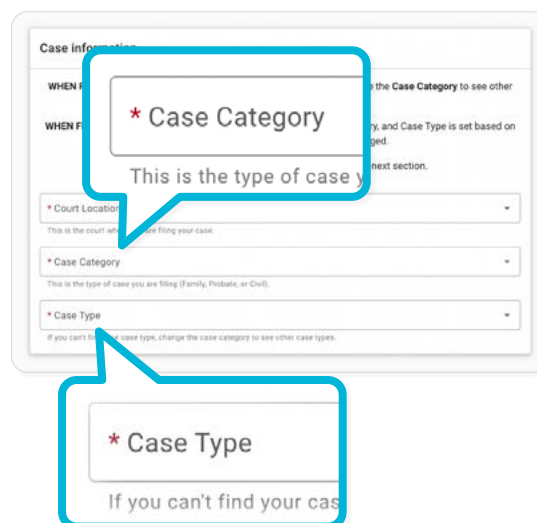 Case information
WHEN F
e the Case Category to see other
* Case Category
WHEN FI
ry, and Case Type is set based on
ged.
This is the type of case y
next section.
* Court Location
This is the court whe are filing your case.
* Case Category
This is the type of case you are filing (Family, Probate, or Civil).
* Case Type
If you can't fi ur case type, change the case category to see other case types.
* Case Type
If you can't find your cas